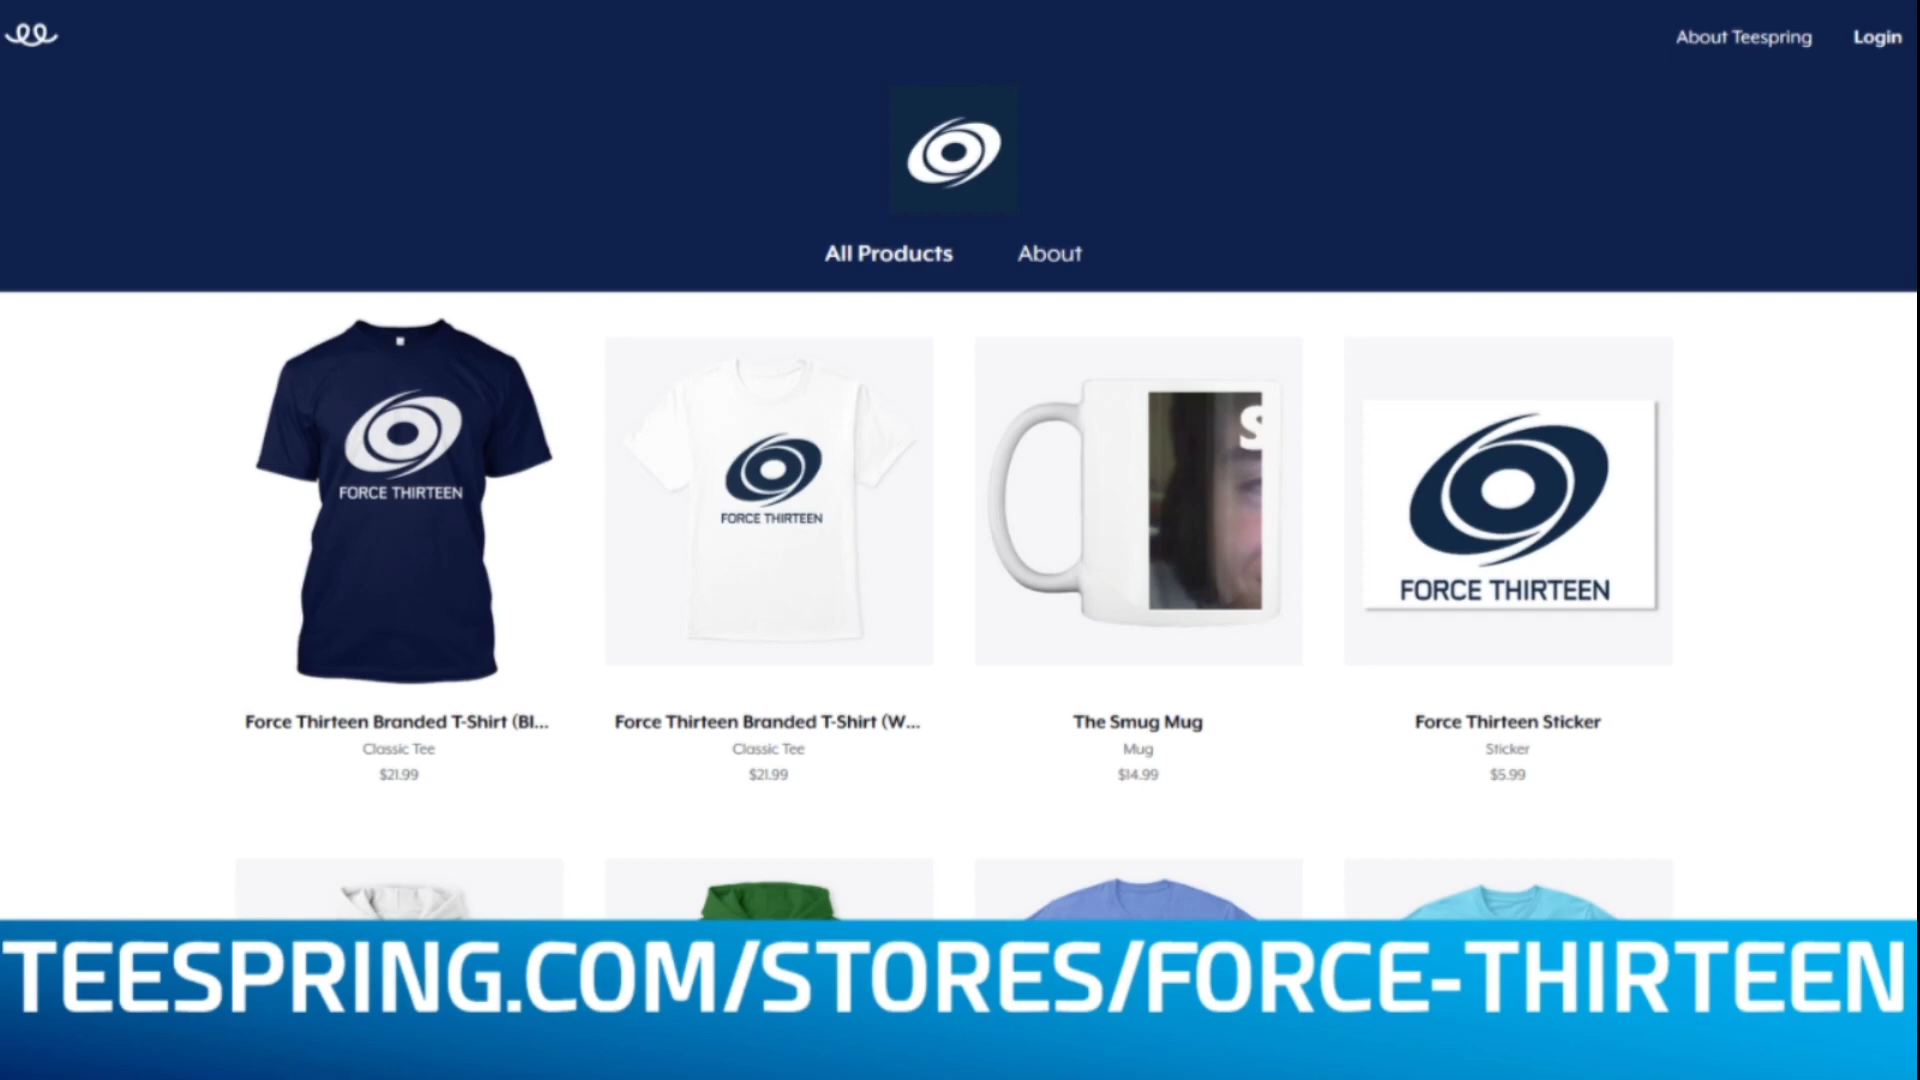 About Teespring Login
All Products About
FORCE THIRTEEN
FORCE THIRTEEN
S
FORCE THIRTEEN
Force Thirteen Branded T-Shirt (Bl...
Classic Tee
$21.99
Force Thirteen Branded T-Shirt (W...
Classic Tee
$21.99
The Smug Mug
Mug
$14.99
Force Thirteen Sticker
Sticker
$5.99
TEESPRING.COM/STORES/FORCE-THIRTEEN